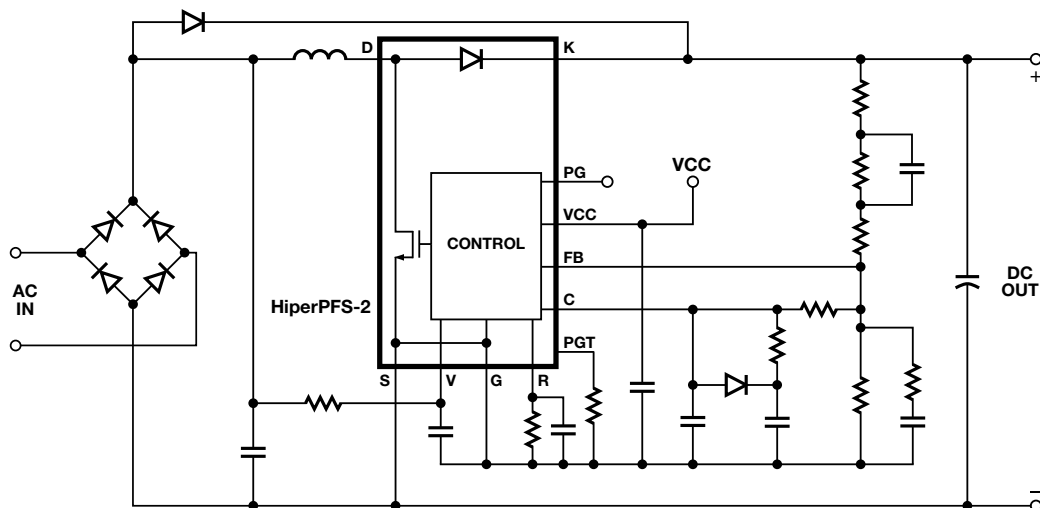 D
K
+
PG
VCC
VCC
CONTROL
FB
AC
IN
HiperPFS-2
C
DC
OUT
PGT
S
V
G
R
−